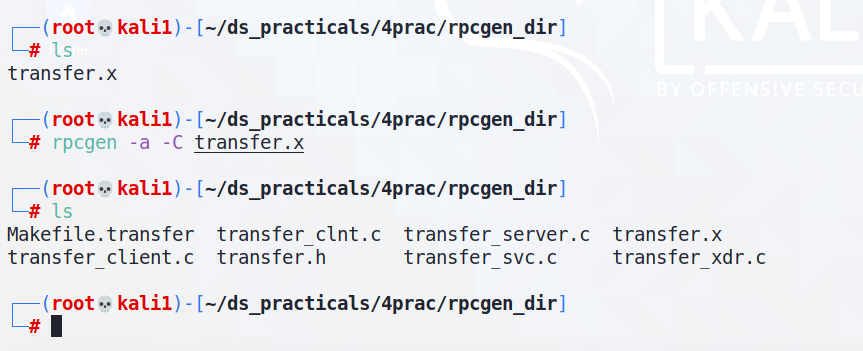 ┌──(root💀kali1)-[~/ds_practicals/4prac/rpcgen_dir]
└─# ls
transfer.x
KAL
BY OFFENSIVE SECU
┌──(root💀kali1)-[~/ds_practicals/4prac/rpcgen_dir]
└─# rpcgen -a -C transfer.x
┌──(root💀kali1)-[~/ds_practicals/4prac/rpcgen_dir]
└─# ls
Makefile.transfer  transfer_clnt.c  transfer_server.c  transfer.x
transfer_client.c  transfer.h       transfer_svc.c     transfer_xdr.c
┌──(root💀kali1)-[~/ds_practicals/4prac/rpcgen_dir]
└─#